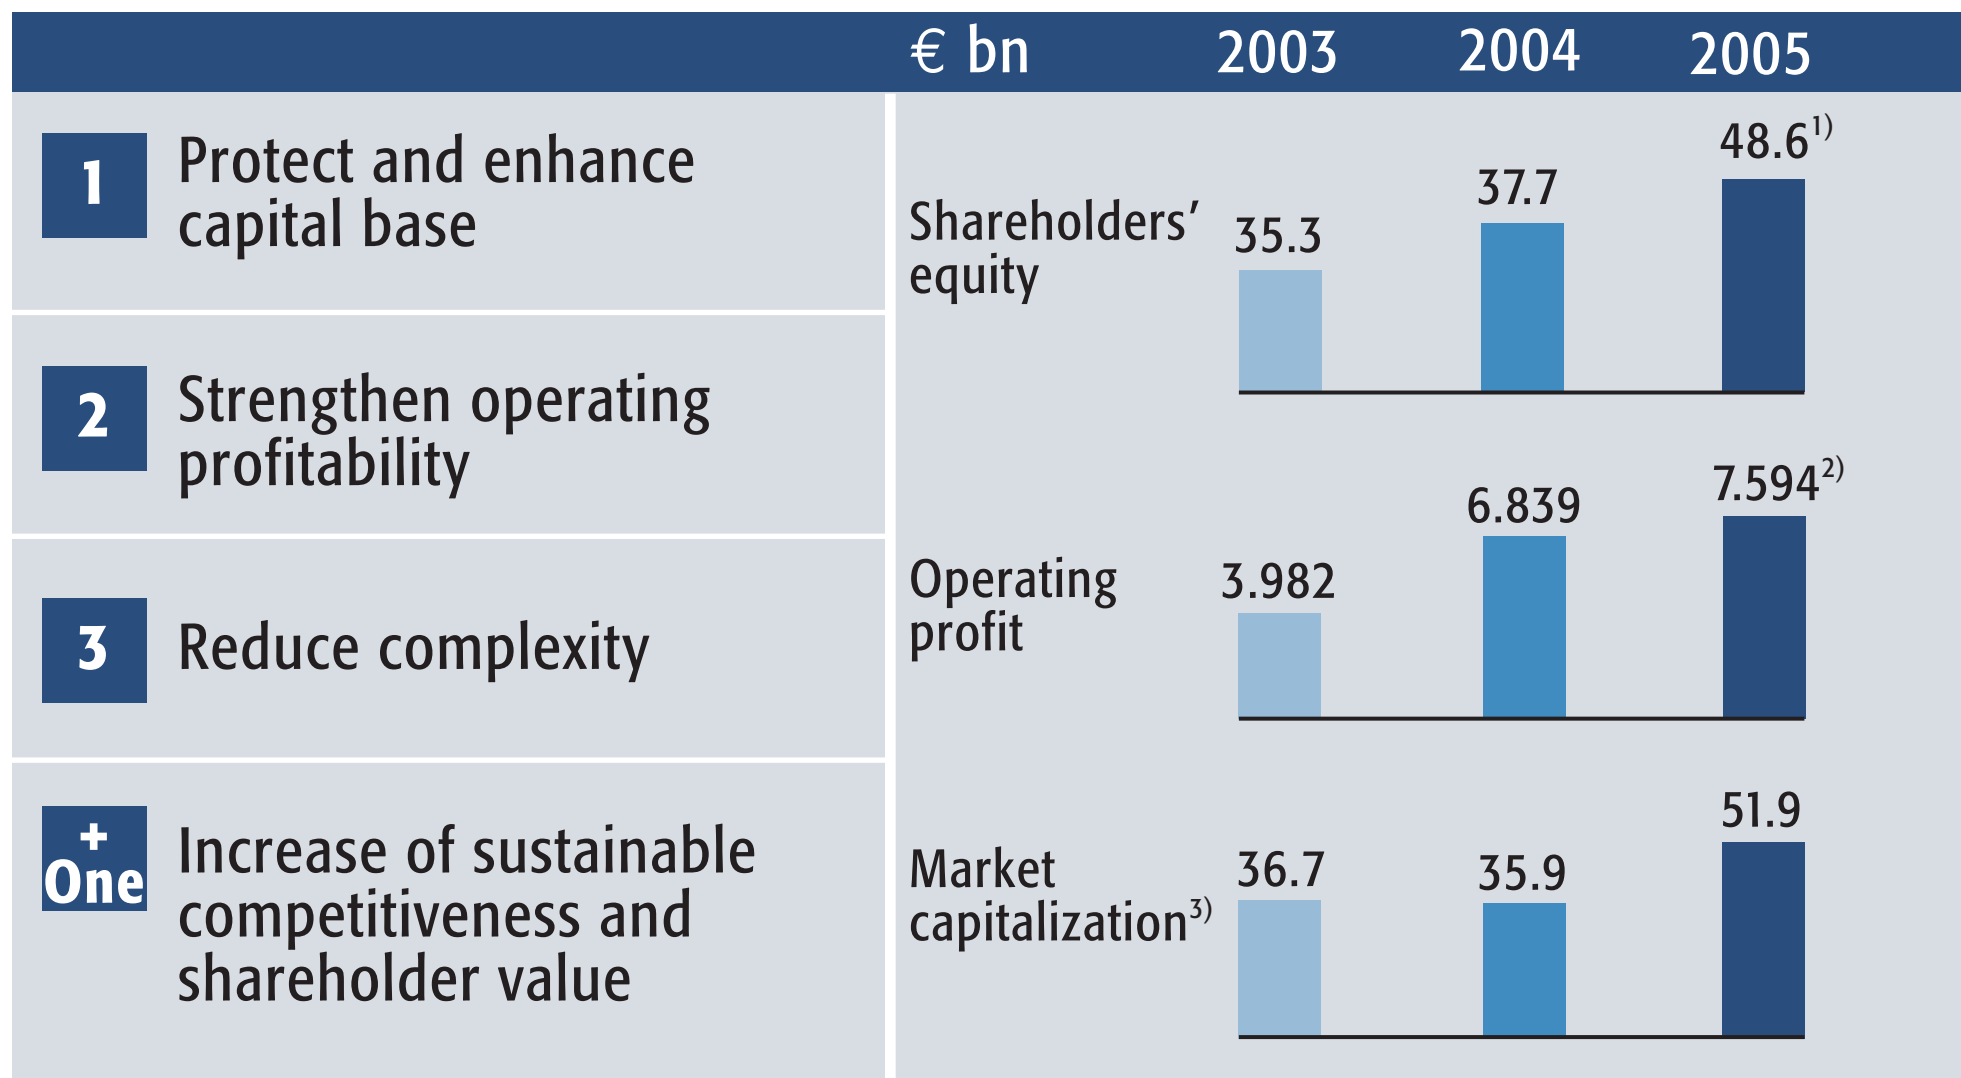 € bn 2003 2004 2005
1 Protect and enhance
capital base
2 Strengthen operating
profitability
3 Reduce complexity
+
One
Increase of sustainable
competitiveness and
shareholder value
Shareholders’
equity
35.3 37.7 48.6¹⁾
Operating
profit
3.982 6.839 7.594²⁾
Market
capitalization³⁾
36.7 35.9 51.9